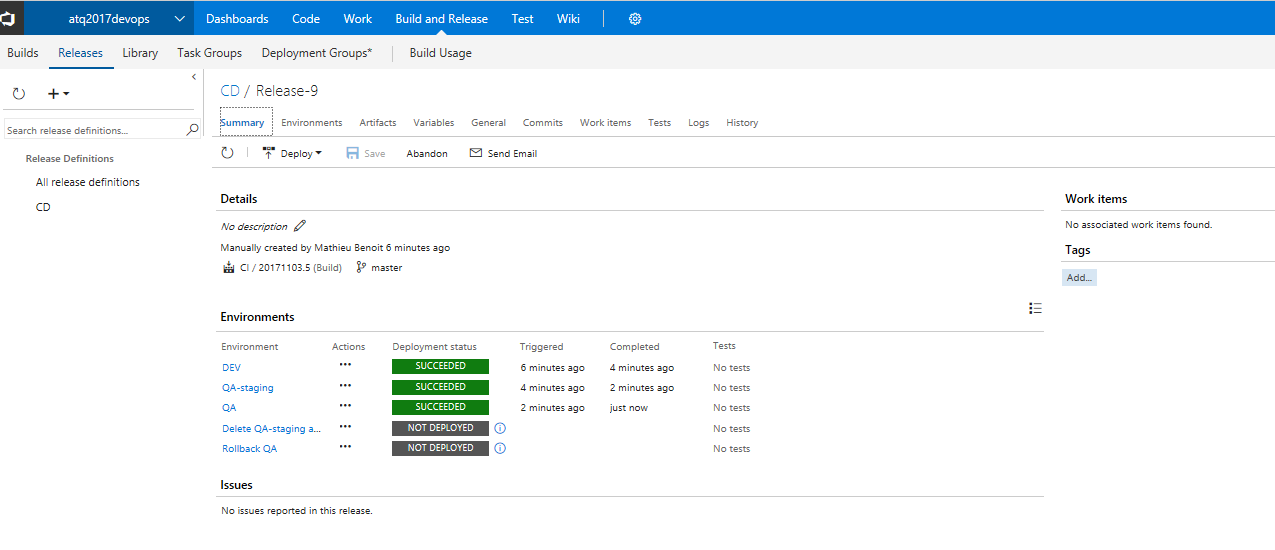 atq2017devops Dashboards Code Work Build and Release Test Wiki
Builds Releases Library Task Groups Deployment Groups* Build Usage
Search release definitions...
Release Definitions
All release definitions
CD
CD / Release-9
Summary Environments Artifacts Variables General Commits Work items Tests Logs History
Deploy Save Abandon Send Email
Details
No description
Manually created by Mathieu Benoit 6 minutes ago
CI / 20171103.5 (Build) master
Work items
No associated work items found.
Tags
Add...
Environments
Environment Actions Deployment status Triggered Completed Tests
DEV ••• SUCCEEDED 6 minutes ago 4 minutes ago No tests
QA-staging ••• SUCCEEDED 4 minutes ago 2 minutes ago No tests
QA ••• SUCCEEDED 2 minutes ago just now No tests
Delete QA-staging a... ••• NOT DEPLOYED No tests
Rollback QA ••• NOT DEPLOYED No tests
Issues
No issues reported in this release.